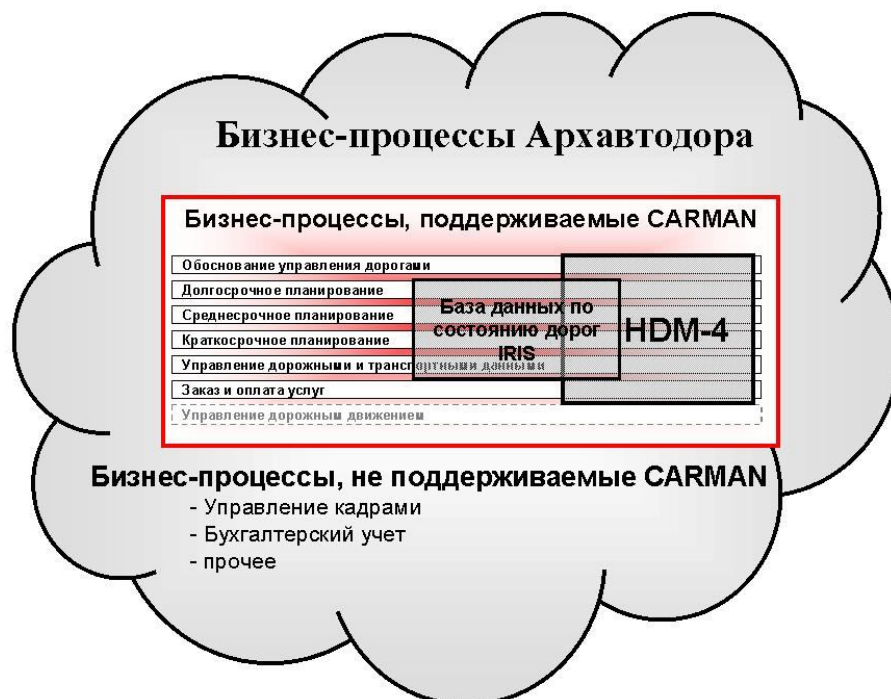 Бизнес-процессы Архавтодора
Бизнес-процессы, поддерживаемые CARMAN
Обоснование управления дорогами
Долгосрочное планирование
Среднесрочное планирование
Краткосрочное планирование
Управление дорожными и транспортными данными
Заказ и оплата услуг
Управление дорожным движением
База данных по
состоянию дорог
IRIS
HDM-4
Бизнес-процессы, не поддерживаемые CARMAN
- Управление кадрами
- Бухгалтерский учет
- прочее